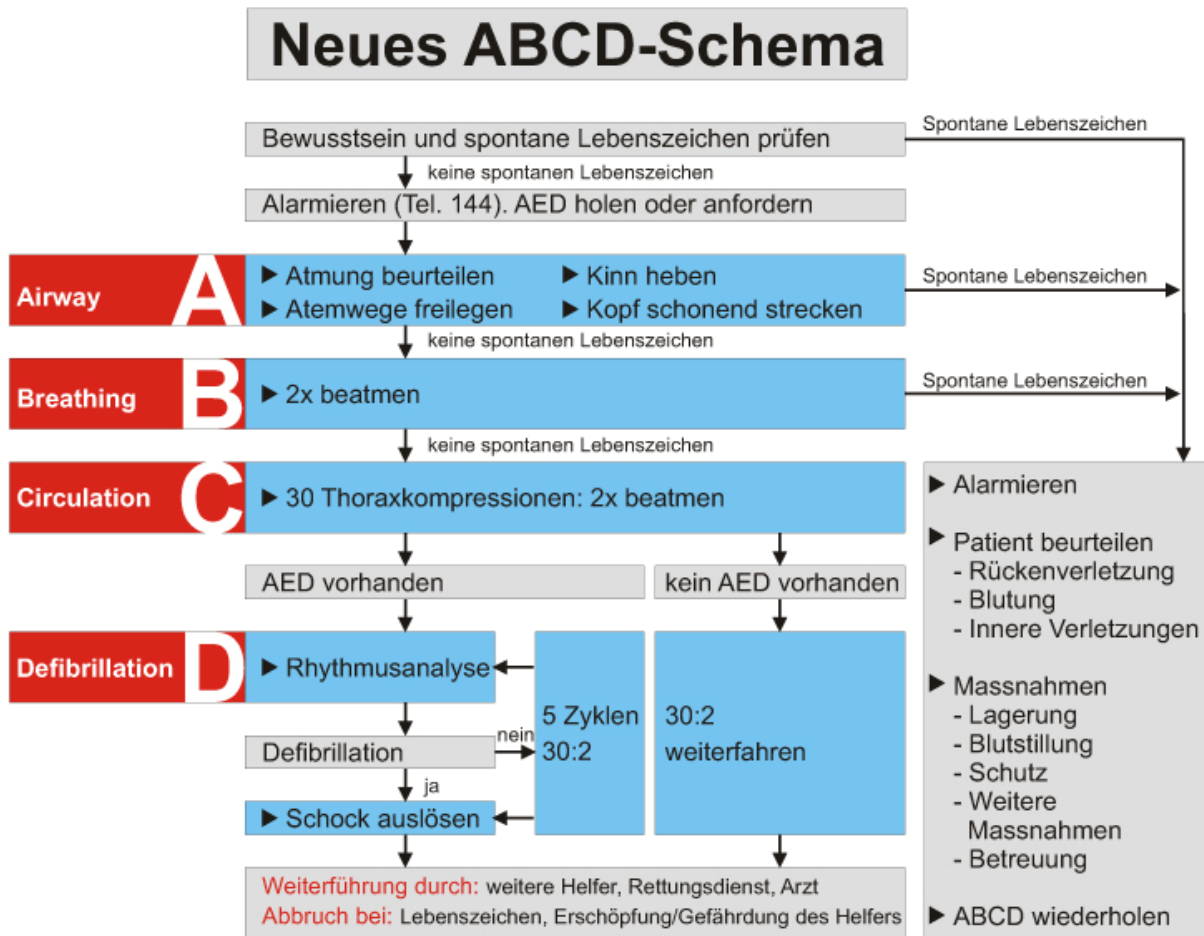 Neues ABCD-Schema
Bewusstsein und spontane Lebenszeichen prüfen
Spontane Lebenszeichen
keine spontanen Lebenszeichen
Alarmieren (Tel. 144). AED holen oder anfordern
Airway
A
▶ Atmung beurteilen
▶ Kinn heben
▶ Atemwege freilegen
▶ Kopf schonend strecken
Spontane Lebenszeichen
keine spontanen Lebenszeichen
Breathing
B
▶ 2x beatmen
Spontane Lebenszeichen
keine spontanen Lebenszeichen
Circulation
C
▶ 30 Thoraxkompressionen: 2x beatmen
AED vorhanden
kein AED vorhanden
Defibrillation
D
▶ Rhythmusanalyse
Defibrillation
nein
ja
▶ Schock auslösen
5 Zyklen
30:2
30:2
weiterfahren
Weiterführung durch: weitere Helfer, Rettungsdienst, Arzt
Abbruch bei: Lebenszeichen, Erschöpfung/Gefährdung des Helfers
▶ Alarmieren
▶ Patient beurteilen
- Rückenverletzung
- Blutung
- Innere Verletzungen
▶ Massnahmen
- Lagerung
- Blutstillung
- Schutz
- Weitere
Massnahmen
- Betreuung
▶ ABCD wiederholen